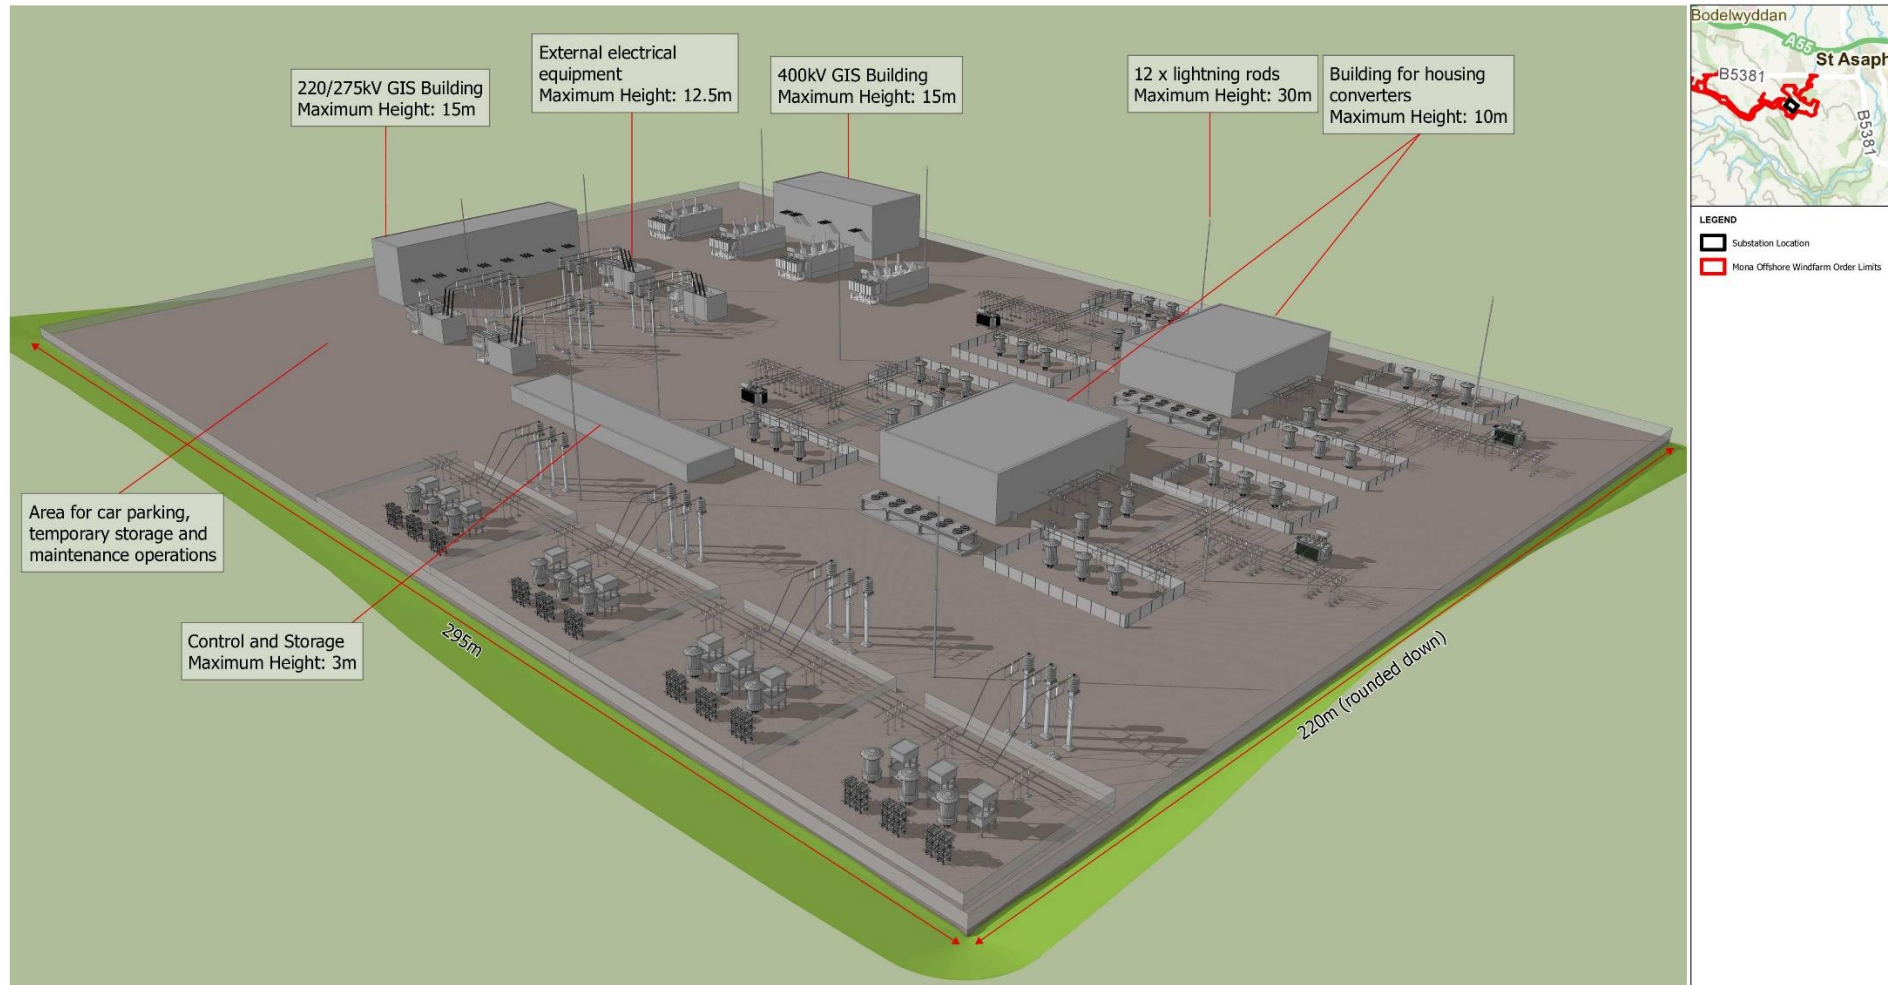 220/275kV GIS Building
Maximum Height: 15m
External electrical
equipment
Maximum Height: 12.5m
400kV GIS Building
Maximum Height: 15m
12 x lightning rods
Maximum Height: 30m
Building for housing
converters
Maximum Height: 10m
Area for car parking,
temporary storage and
maintenance operations
Control and Storage
Maximum Height: 3m
295m
220m (rounded down)
Bodelwyddan
A55
St Asaph
B5381
B5381
LEGEND
Substation Location
Mona Offshore Windfarm Order Limits